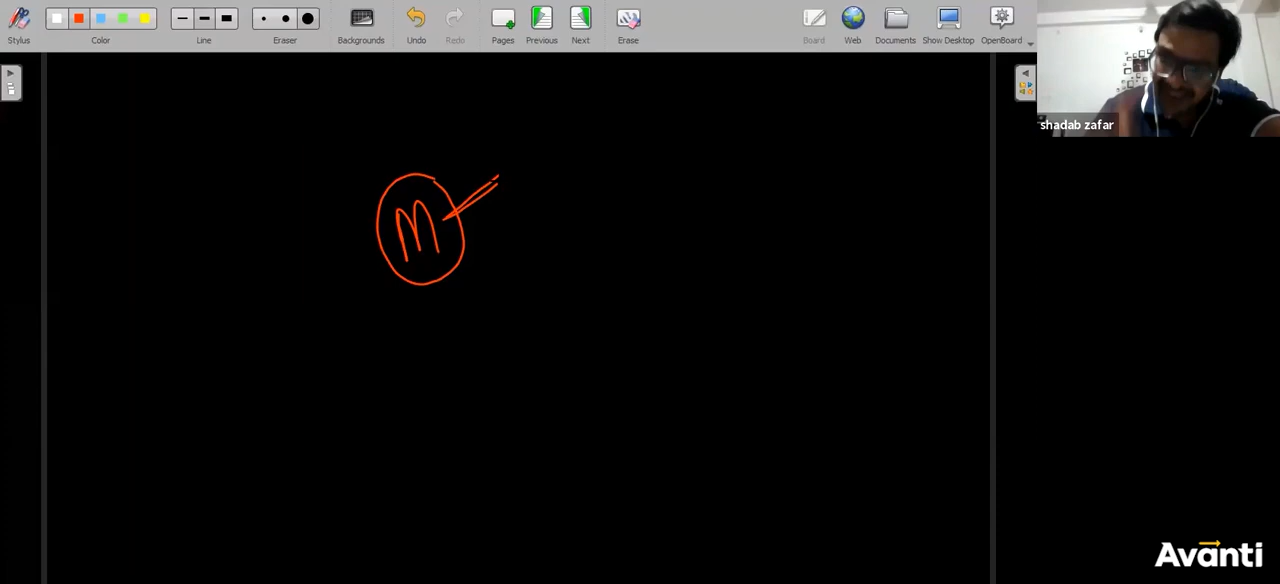 Stylus
Color
Line
Eraser
Backgrounds
Undo
Redo
Pages
Previous
Next
Erase
Board
Web
Documents
Show Desktop
OpenBoard
shadab zafar
M
Avanti